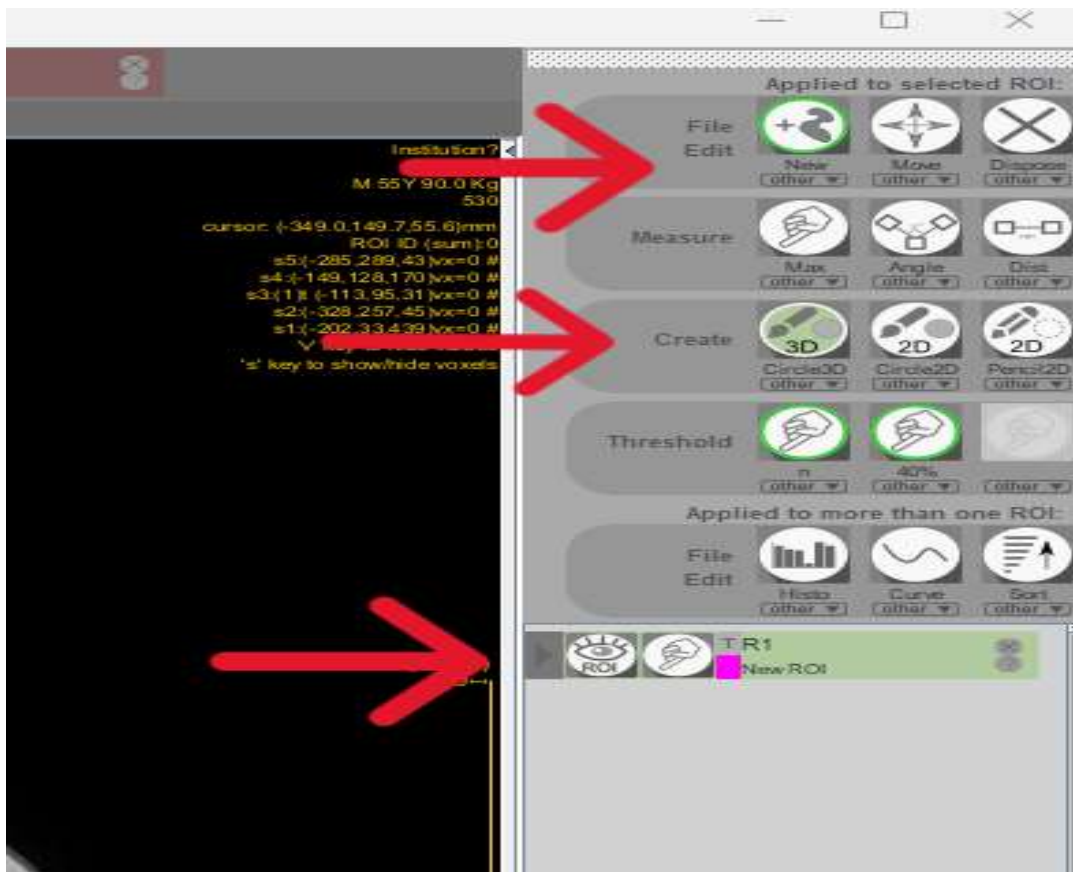 Institution?
<
M 55Y 90.0 Kg
530
cursor: (-349.0,149.7,55.6)mm
ROI ID (sum):0
s5:(-285,289,43)vx=0 #
s4:(-149,128,170)vx=0 #
s3:(1)t (-113,95,31)vx=0 #
s2:(-328,257,45)vx=0 #
s1:(-202,33,439)vx=0 #
's' key to show/hide voxels
Applied to selected ROI:
File
Edit
New
Move
Dispose
other
other
other
Measure
Max
Angle
Dist
other
other
other
Create
3D
2D
2D
Circle3D
Circle2D
Pencil2D
other
other
other
Threshold
n
40%
other
other
other
Applied to more than one ROI:
File
Edit
Histo
Curve
Sort
other
other
other
ROI
T R1
New ROI